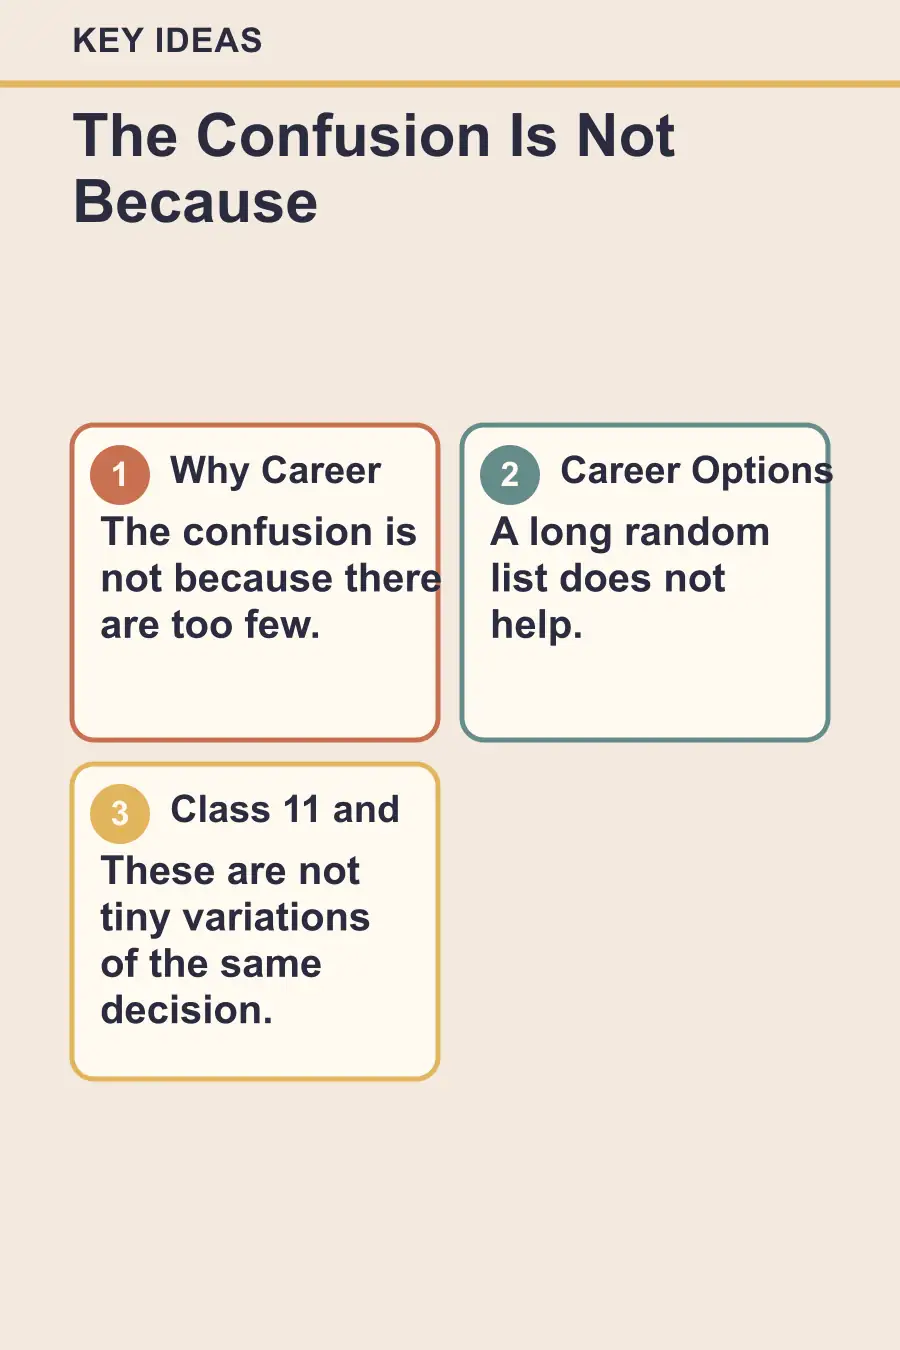 KEY IDEAS
The Confusion Is Not
Because
1 Why Career
The confusion is
not because there
are too few.
2 Career Options
A long random
list does not
help.
3 Class 11 and
These are not
tiny variations
of the same
decision.